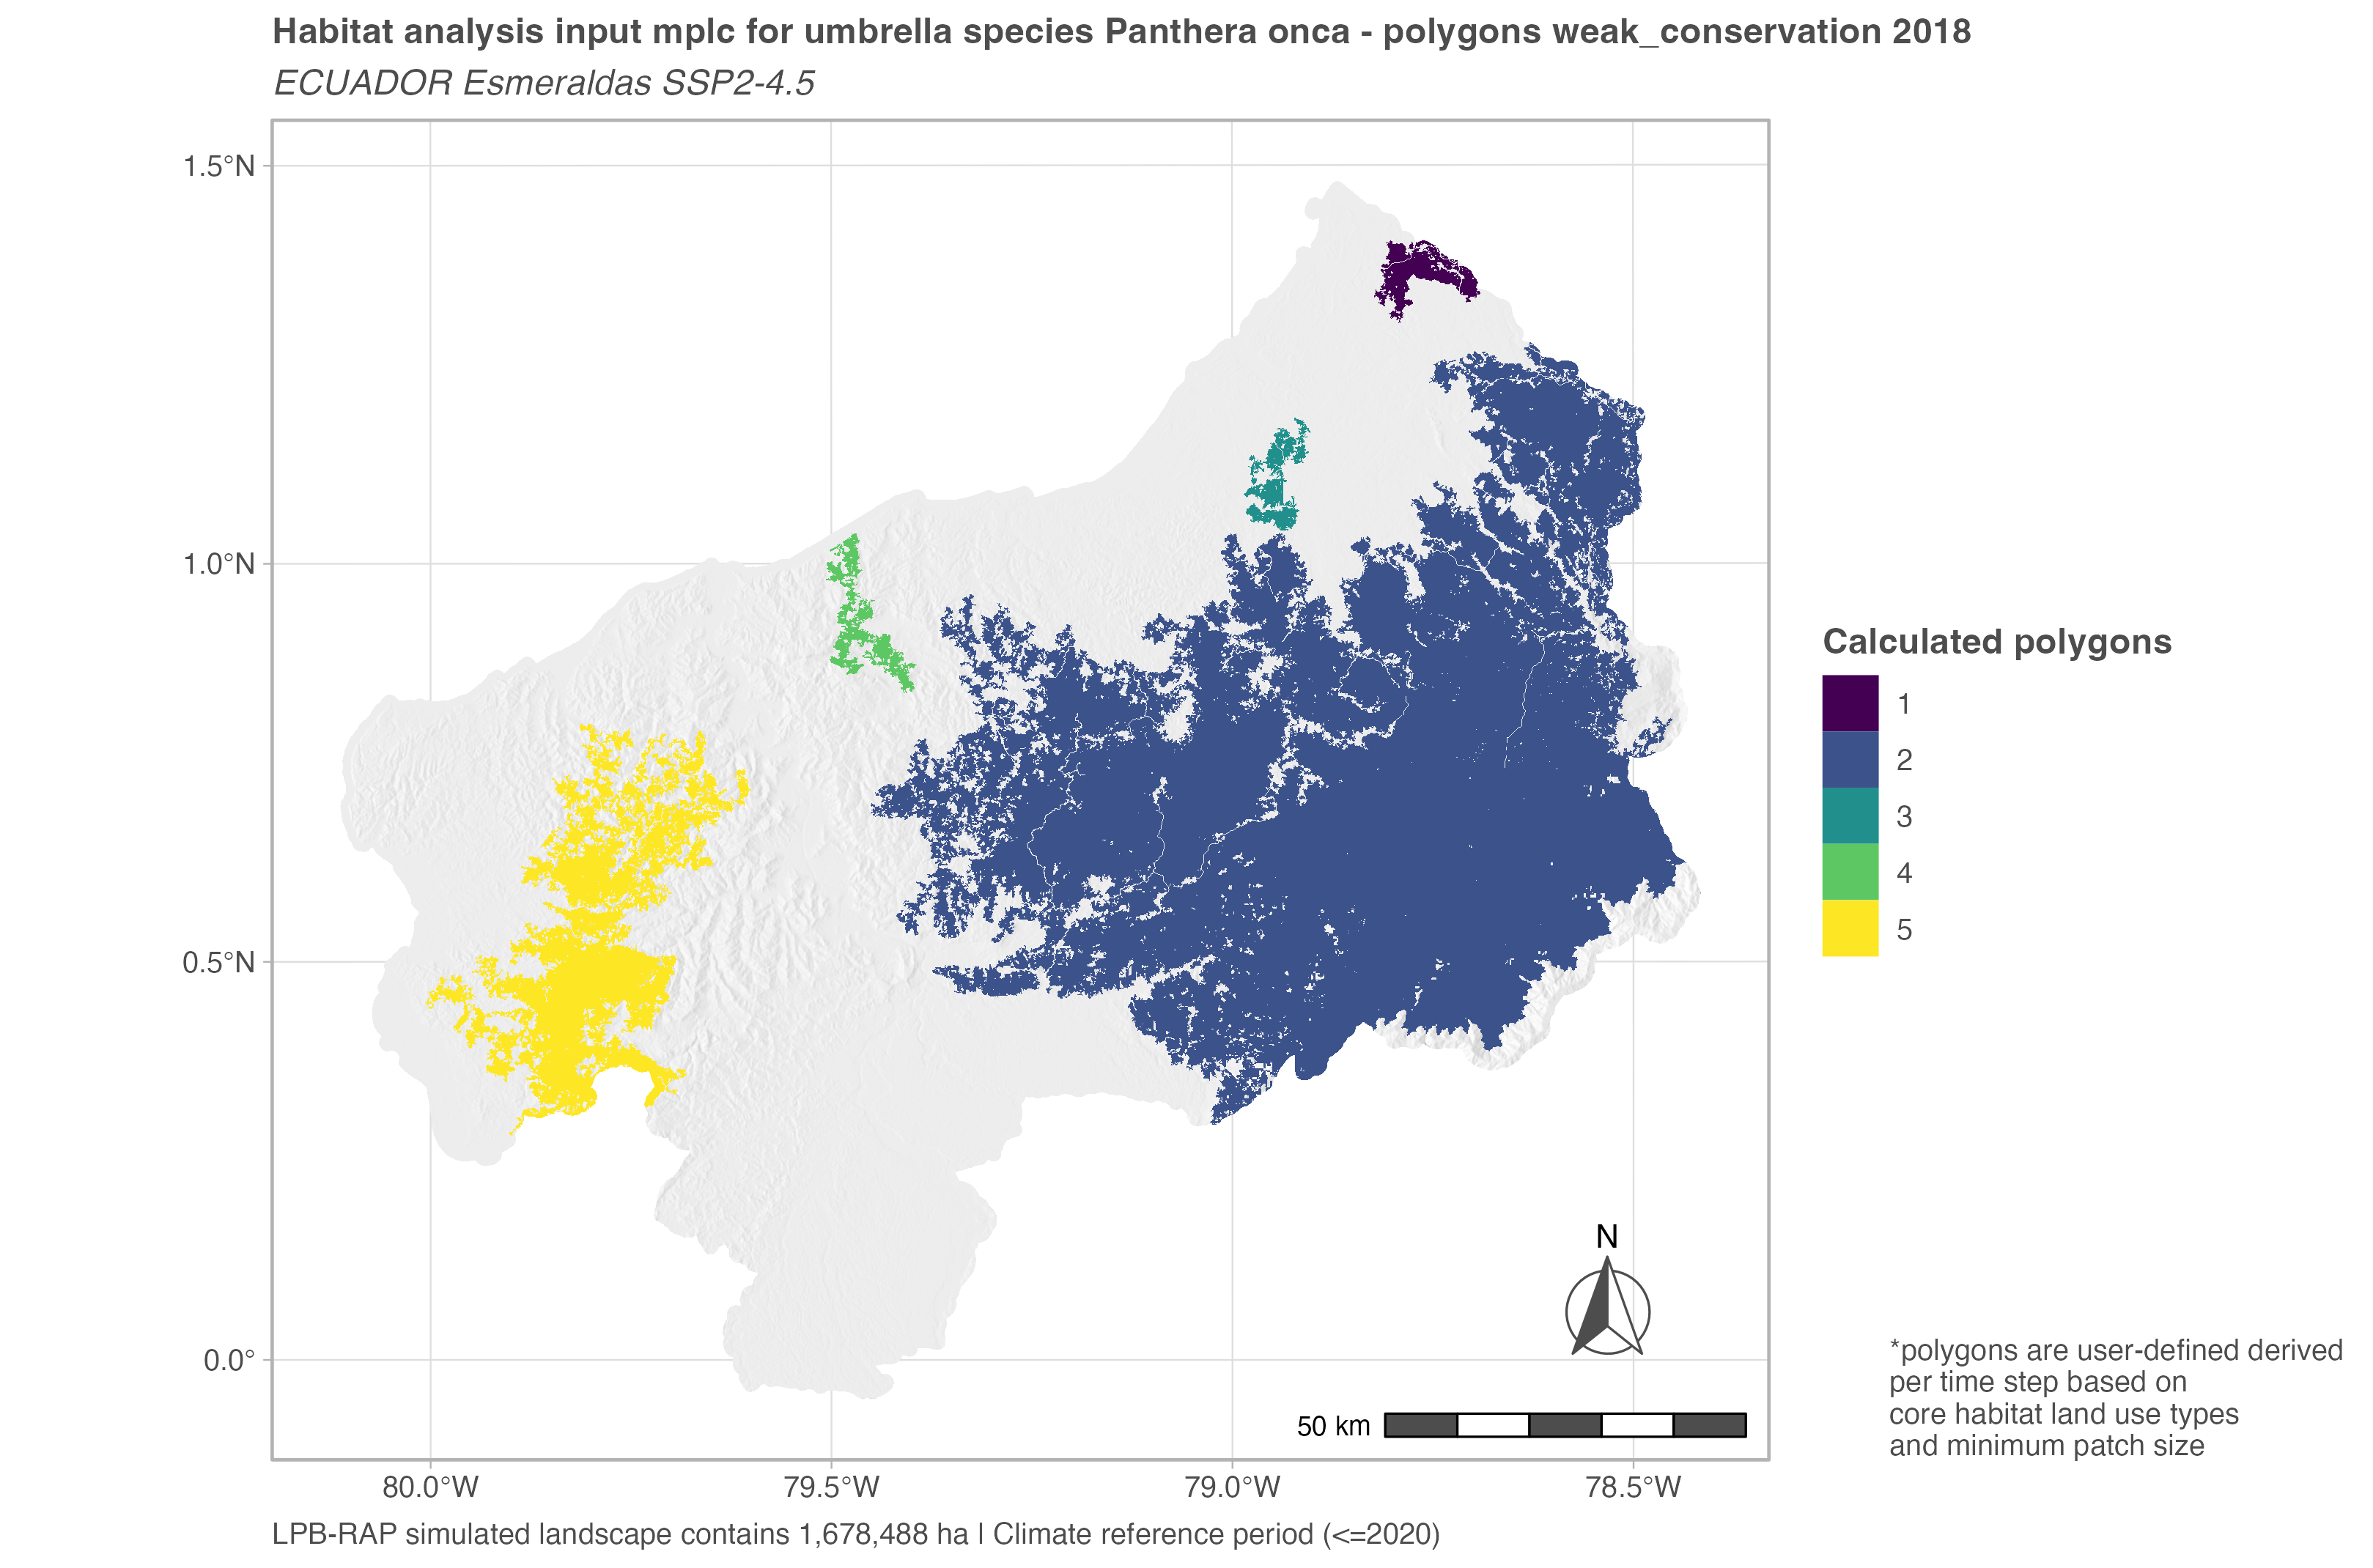 Habitat analysis input mplc for umbrella species Panthera onca - polygons weak_conservation 2018
ECUADOR Esmeraldas SSP2-4.5
1.5°N
1.0°N
0.5°N
0.0°
80.0°W
79.5°W
79.0°W
78.5°W
N
50 km
Calculated polygons
1
2
3
4
5
*polygons are user-defined derived
per time step based on
core habitat land use types
and minimum patch size
LPB-RAP simulated landscape contains 1,678,488 ha | Climate reference period (<=2020)